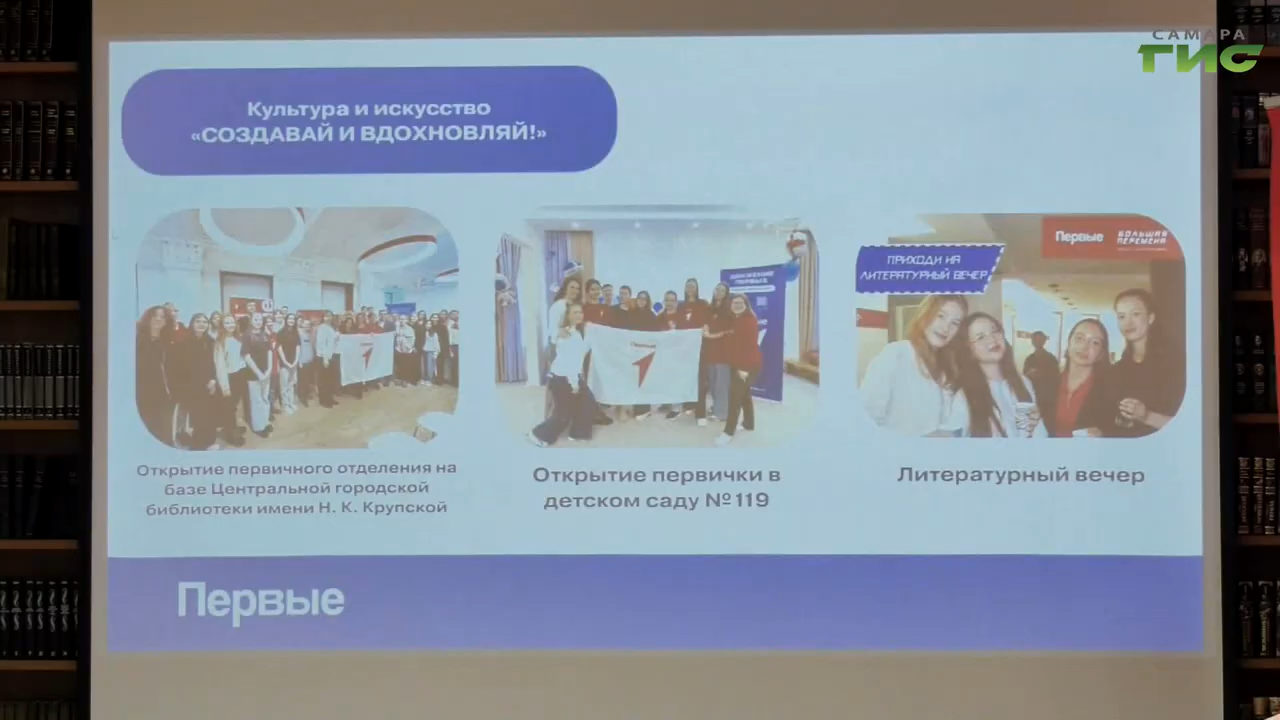 САМАРА
ГИС
Культура и искусство
«СОЗДАВАЙ И ВДОХНОВЛЯЙ!»
Первые
БОЛЬШАЯ
ПЕРЕМЕНА
ПРИХОДИ НА
ЛИТЕРАТУРНЫЙ ВЕЧЕР
Первые
Открытие первичного отделения на
базе Центральной городской
библиотеки имени Н. К. Крупской
Открытие первички в
детском саду №119
Литературный вечер
Первые